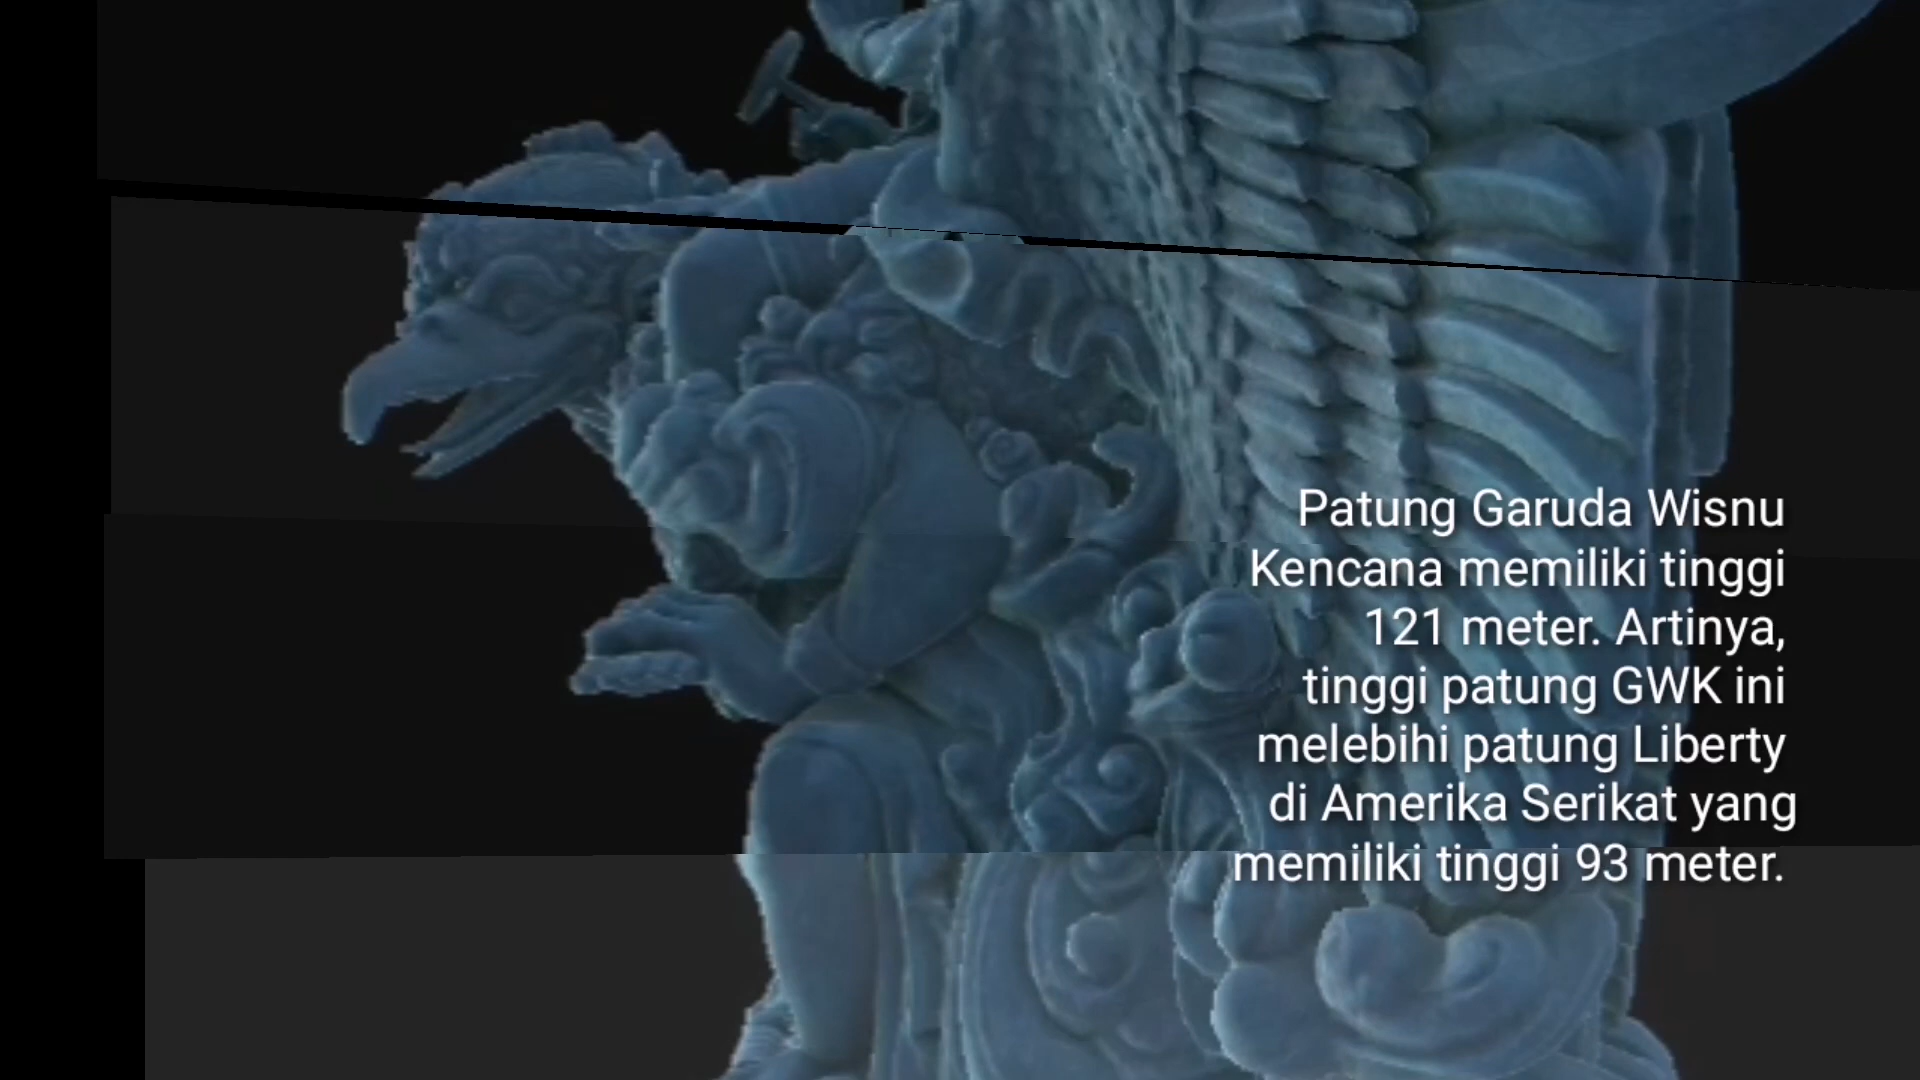 Patung Garuda Wisnu
Kencana memiliki tinggi
121 meter. Artinya,
tinggi patung GWK ini
melebihi patung Liberty
di Amerika Serikat yang
memiliki tinggi 93 meter.